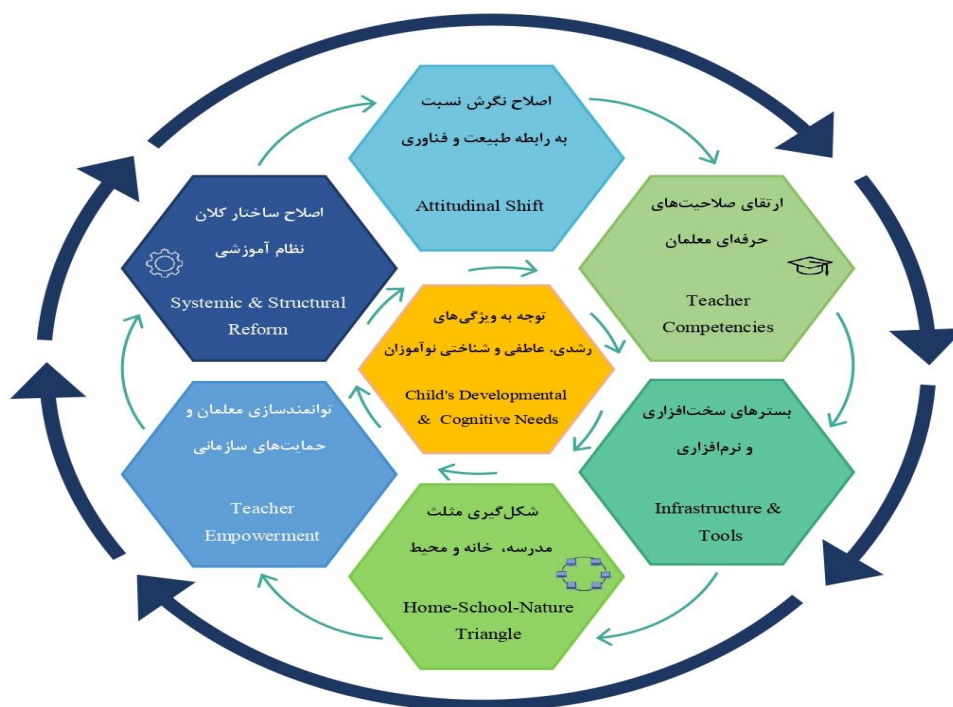 اصلاح نگرش نسبت
به رابطه طبیعت و فناوری
Attitudinal Shift
ارتقای صلاحیت‌های
حرفه‌ای معلمان
Teacher
Competencies
بسترهای سخت‌افزاری
و نرم‌افزاری
Infrastructure &
Tools
شکل‌گیری مثلث
مدرسه، خانه و محیط
Home-School-Nature
Triangle
توانمندسازی معلمان و
حمایت‌های سازمانی
Teacher
Empowerment
اصلاح ساختار کلان
نظام آموزشی
Systemic & Structural
Reform
توجه به ویژگی‌های
رشدی، عاطفی و شناختی نوآموزان
Child's Developmental
& Cognitive Needs